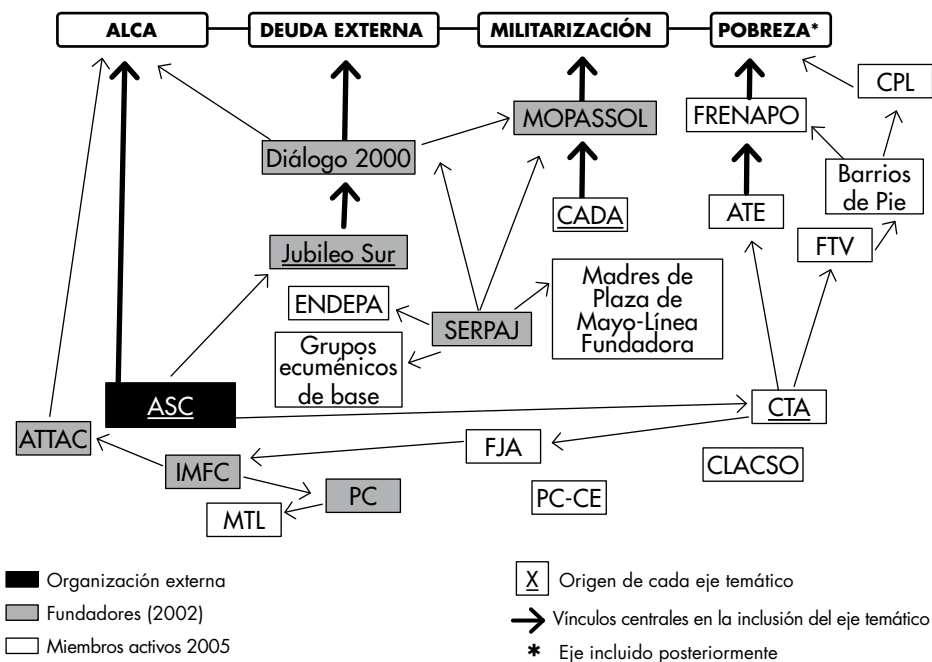 ALCA
DEUDA EXTERNA
MILITARIZACIÓN
POBREZA*
CPL
MOPASSOL
FRENAPO
Diálogo 2000
Barrios
de Pie
CADA
ATE
FTV
Jubileo Sur
Madres de
Plaza de
Mayo-Línea
Fundadora
ENDEPA
SERPAJ
Grupos
ecuménicos
de base
ASC
CTA
ATTAC
FJA
CLACSO
IMFC
PC
PC-CE
MTL
Organización externa
Fundadores (2002)
Miembros activos 2005
X Origen de cada eje temático
Vínculos centrales en la inclusión del eje temático
* Eje incluido posteriormente